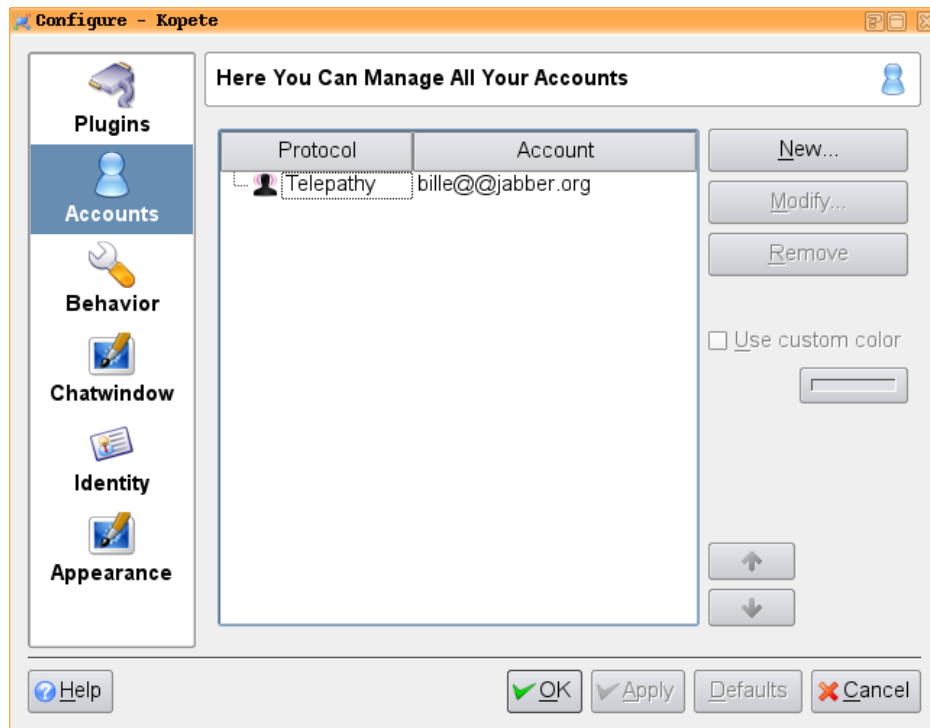 Configure - Kopete
Plugins
Accounts
Behavior
Chatwindow
Identity
Appearance
Here You Can Manage All Your Accounts
Protocol Account
Telepathy bille@@jabber.org
New...
Modify...
Remove
Use custom color
Help
OK
Apply
Defaults
Cancel